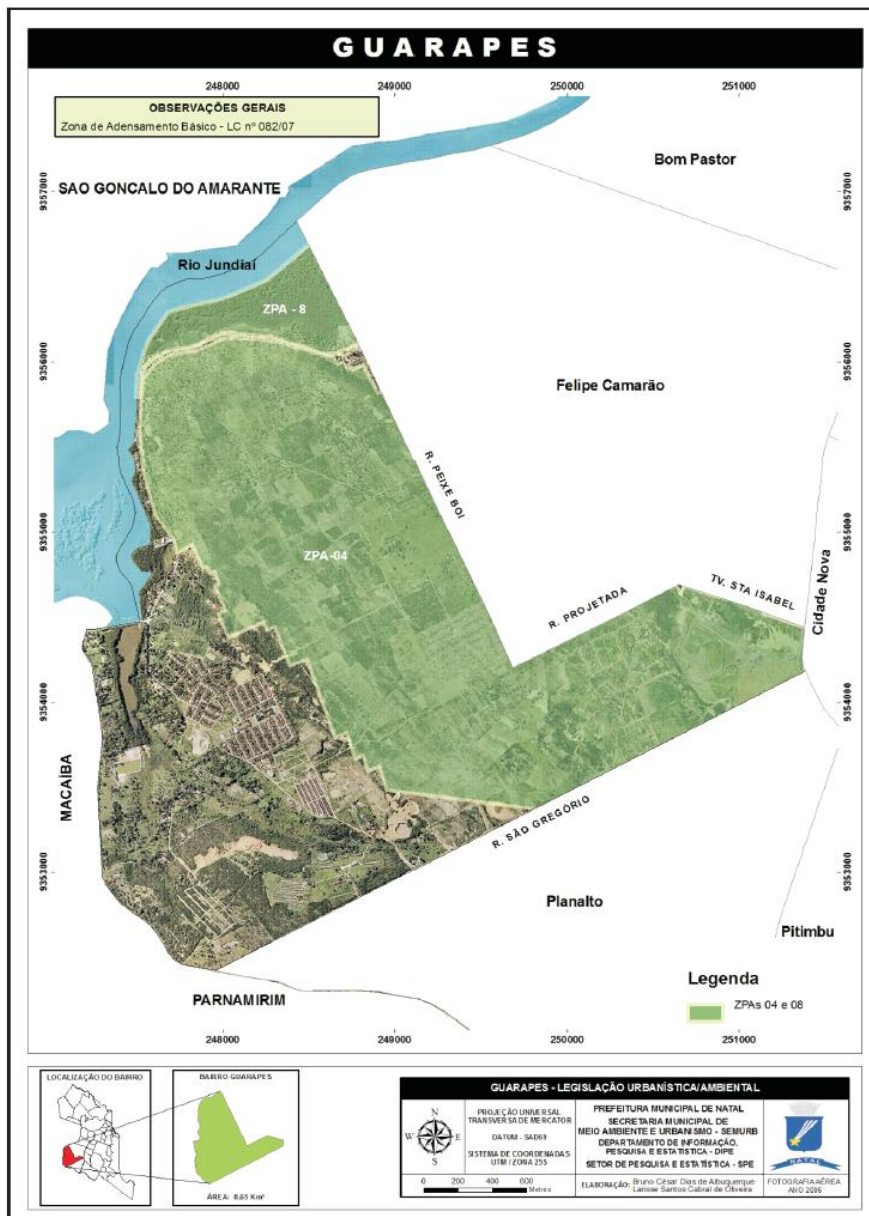 GUARAPES
248000
249000
250000
251000
OBSERVAÇÕES GERAIS
Zona de Adensamento Básico - LC nº 082/07
Bom Pastor
SAO GONCALO DO AMARANTE
9357000
9357000
Rio Jundiaí
ZPA - 8
9356000
9356000
Felipe Camarão
R. PEIXE BOI
9355000
9355000
ZPA-04
R. PROJETADA
TV. STA ISABEL
Cidade Nova
9354000
9354000
MACAÍBA
R. SÃO GREGÓRIO
9353000
9353000
Planalto
Pitimbu
Legenda
ZPAs 04 e 08
PARNAMIRIM
248000
249000
250000
251000
LOCALIZAÇÃO DO BAIRRO
BAIRRO GUARAPES
ÁREA: 8,65 Km²
GUARAPES - LEGISLAÇÃO URBANÍSTICA/AMBIENTAL
N
W
E
S
PROJEÇÃO UNIVERSAL
TRANSVERSA DE MERCATOR
DATUM - SAD69
SISTEMA DE COORDENADAS
UTM / ZONA 25S
0 200 400 600
Metros
PREFEITURA MUNICIPAL DE NATAL
SECRETARIA MUNICIPAL DE
MEIO AMBIENTE E URBANISMO - SEMURB
DEPARTAMENTO DE INFORMAÇÃO,
PESQUISA E ESTATÍSTICA - DIPE
SETOR DE PESQUISA E ESTATÍSTICA - SPE
ELABORAÇÃO: Bruno César Dias de Albuquerque
Larisse Santos Cabral de Oliveira
NATAL
FOTOGRAFIA AÉREA
ANO 2006